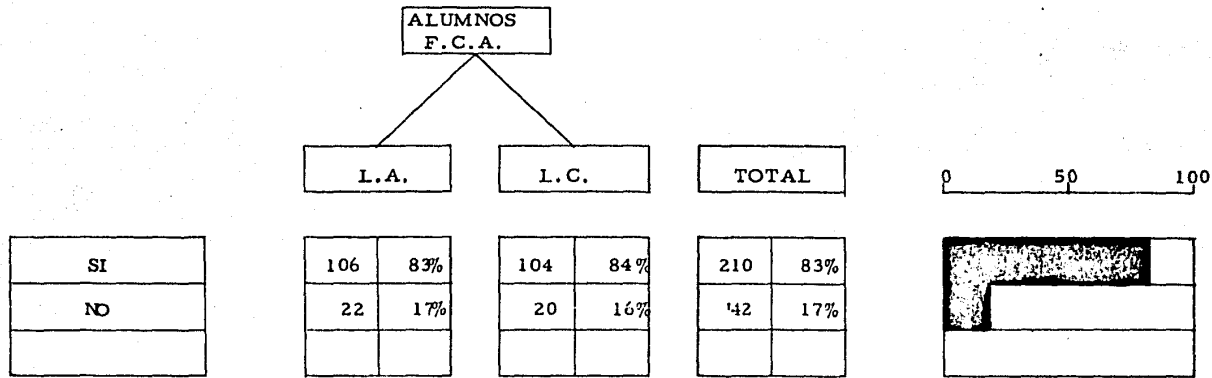 ALUMNOS
F.C.A.
L.A. L.C. TOTAL 0 50 100
SI 106 83% 104 84% 210 83%
NO 22 17% 20 16% 42 17%